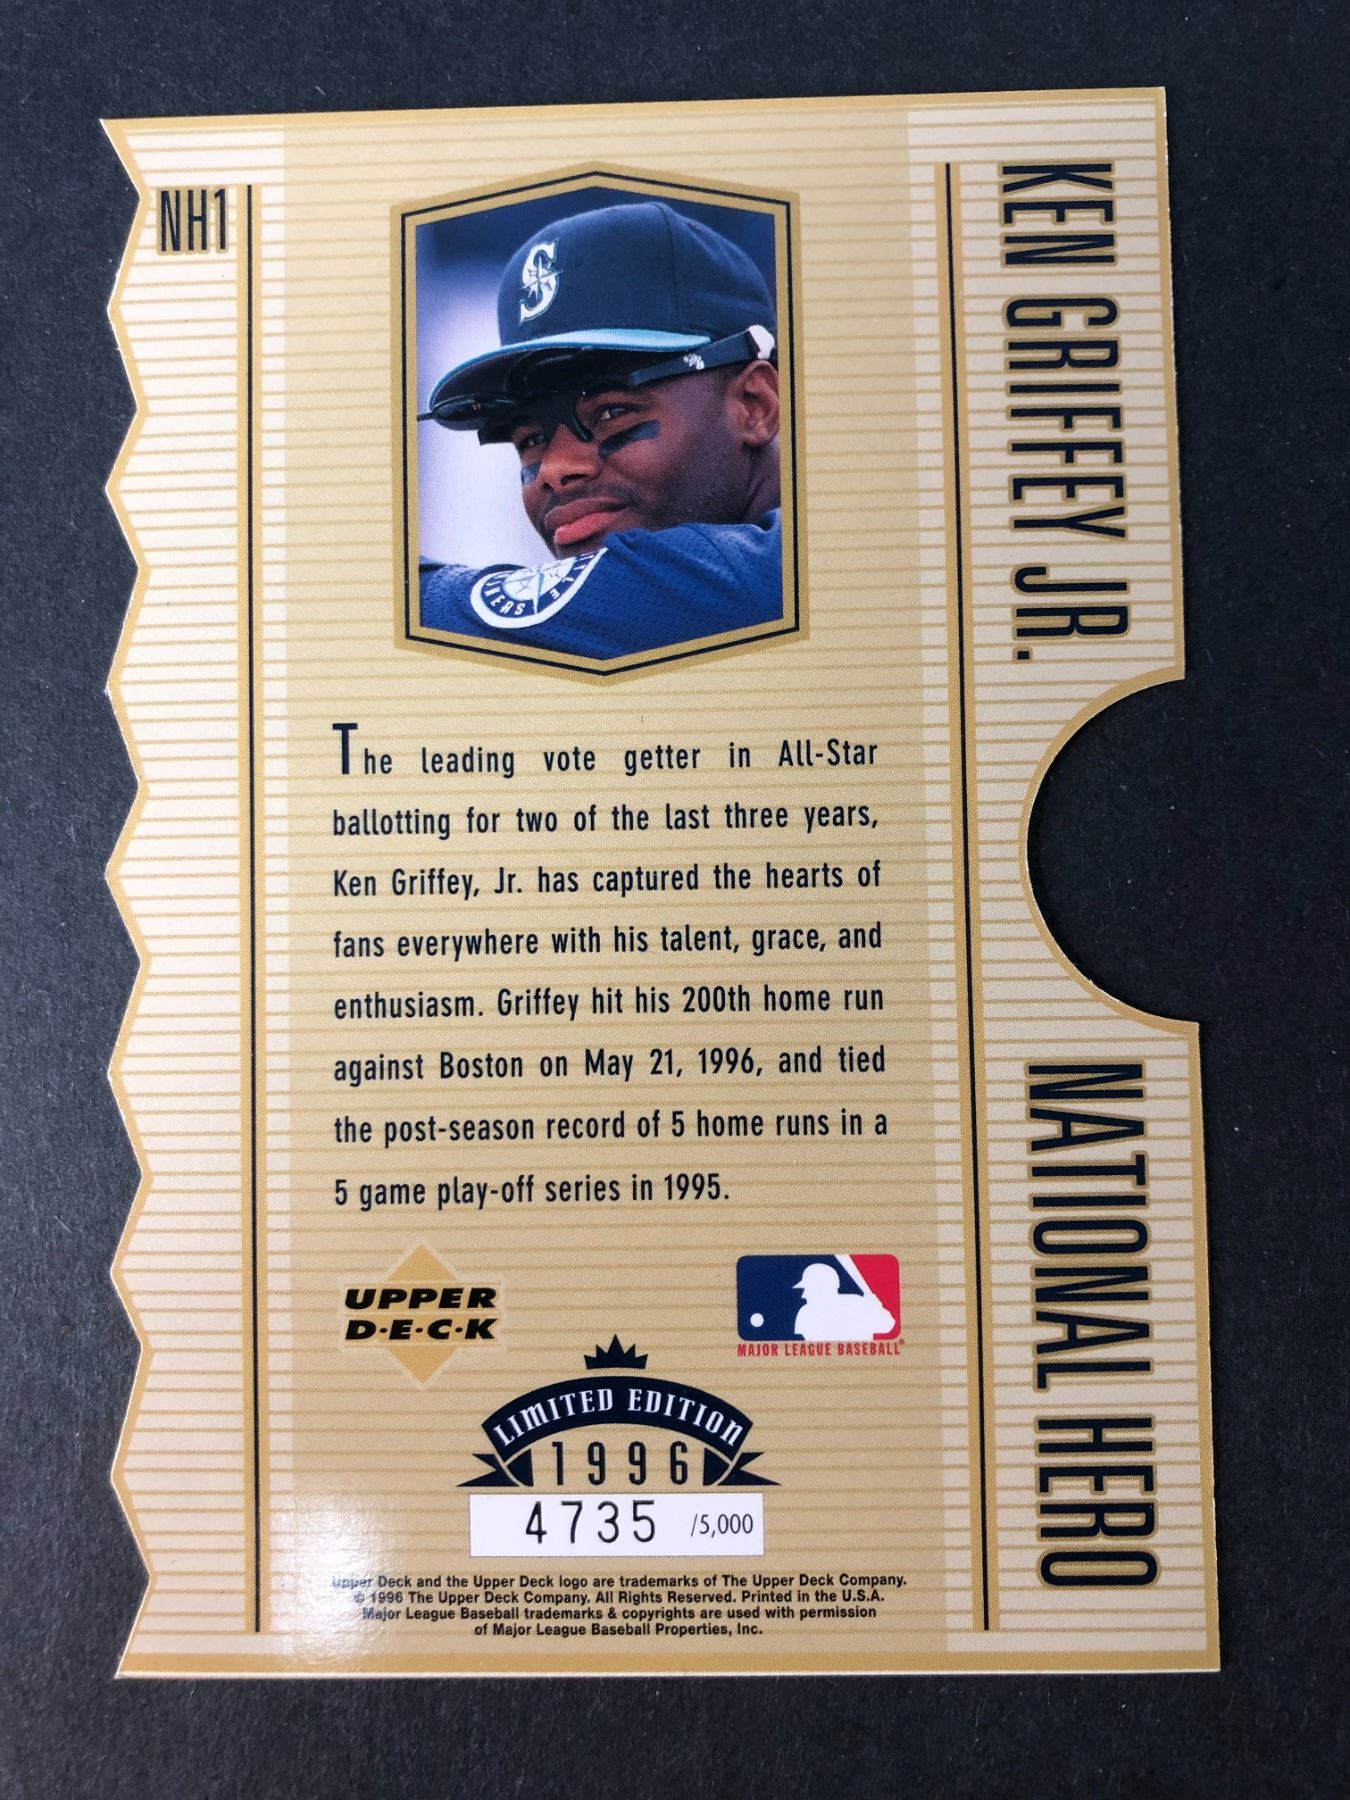 NH1
KEN GRIFFEY JR.
NATIONAL HERO
S
The leading vote getter in All-Star
ballotting for two of the last three years,
Ken Griffey, Jr. has captured the hearts of
fans everywhere with his talent, grace, and
enthusiasm. Griffey hit his 200th home run
against Boston on May 21, 1996, and tied
the post-season record of 5 home runs in a
5 game play-off series in 1995.
UPPER
D·E·C·K
MAJOR LEAGUE BASEBALL®
LIMITED EDITION
1996
4735 /5,000
Upper Deck and the Upper Deck logo are trademarks of The Upper Deck Company.
© 1996 The Upper Deck Company. All Rights Reserved. Printed in the U.S.A.
Major League Baseball trademarks & copyrights are used with permission
of Major League Baseball Properties, Inc.